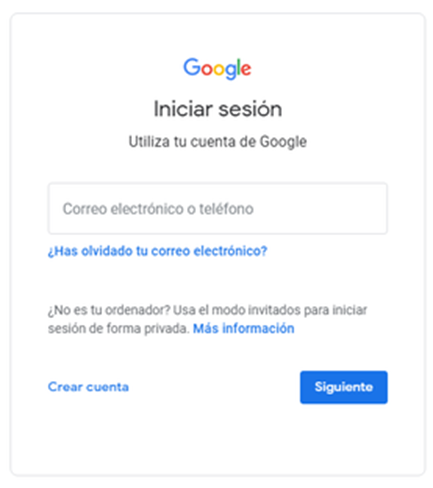 Google
Iniciar sesión
Utiliza tu cuenta de Google
Correo electrónico o teléfono
¿Has olvidado tu correo electrónico?
¿No es tu ordenador? Usa el modo invitados para iniciar
sesión de forma privada. Más información
Crear cuenta
Siguiente